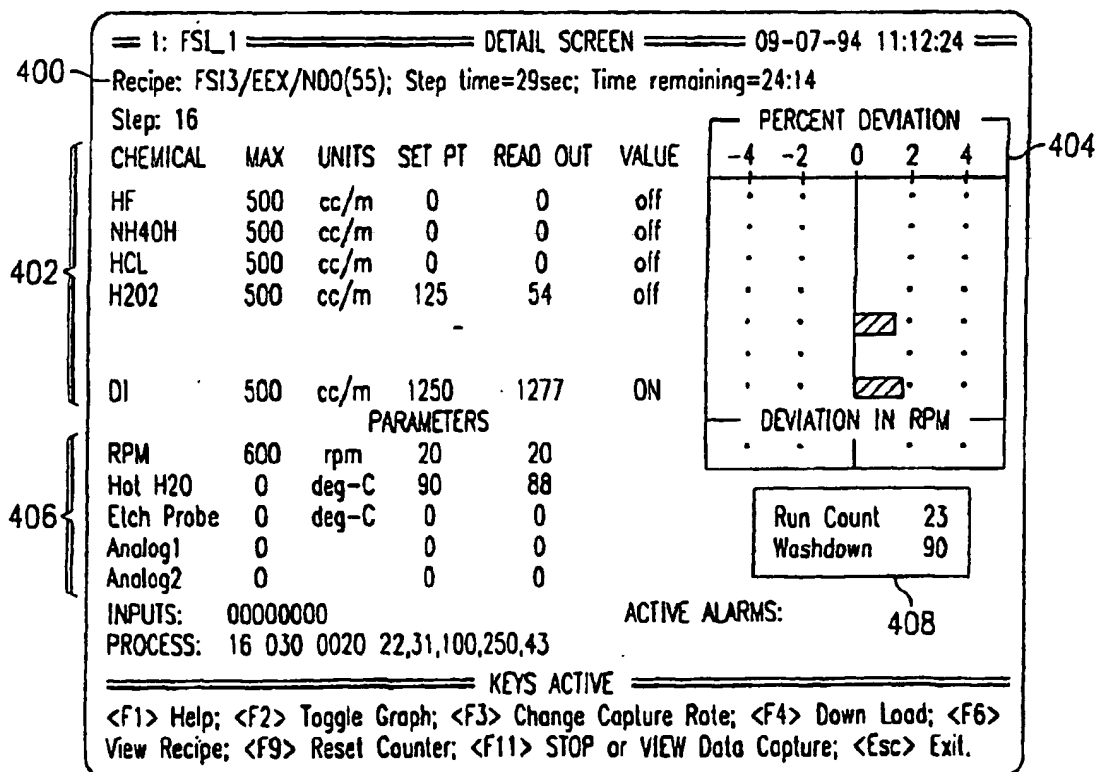 1: FSI_1 DETAIL SCREEN 09-07-94 11:12:24
400 Recipe: FSI3/EEX/N00(55); Step time=29sec; Time remaining=24:14
Step: 16
PERCENT DEVIATION
CHEMICAL MAX UNITS SET PT READ OUT VALUE -4 -2 0 2 4 404
HF 500 cc/m 0 0 off
NH4OH 500 cc/m 0 0 off
402 HCL 500 cc/m 0 0 off
H202 500 cc/m 125 54 off
DI 500 cc/m 1250 1277 ON
PARAMETERS DEVIATION IN RPM
RPM 600 rpm 20 20
Hot H20 0 deg-C 90 88
406 Etch Probe 0 deg-C 0 0 Run Count 23
Analog1 0 0 0 Washdown 90
Analog2 0 0 0
INPUTS: 00000000 ACTIVE ALARMS: 408
PROCESS: 16 030 0020 22,31,100,250,43
KEYS ACTIVE
<F1> Help; <F2> Toggle Graph; <F3> Change Capture Rate; <F4> Down Load; <F6>
View Recipe; <F9> Reset Counter; <F11> STOP or VIEW Data Capture; <Esc> Exit.